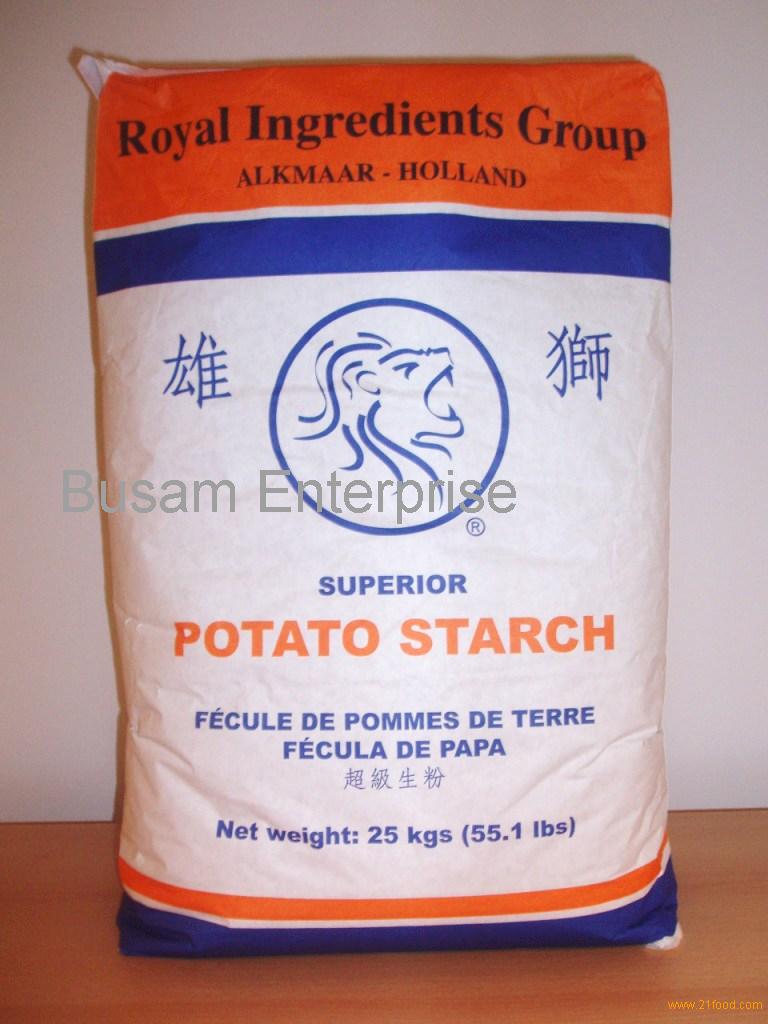 Royal Ingredients Group
ALKMAAR - HOLLAND
雄 獅
Busam Enterprise
®
SUPERIOR
POTATO STARCH
FÉCULE DE POMMES DE TERRE
FÉCULA DE PAPA
超級生粉
Net weight: 25 kgs (55.1 lbs)
www.21food.com